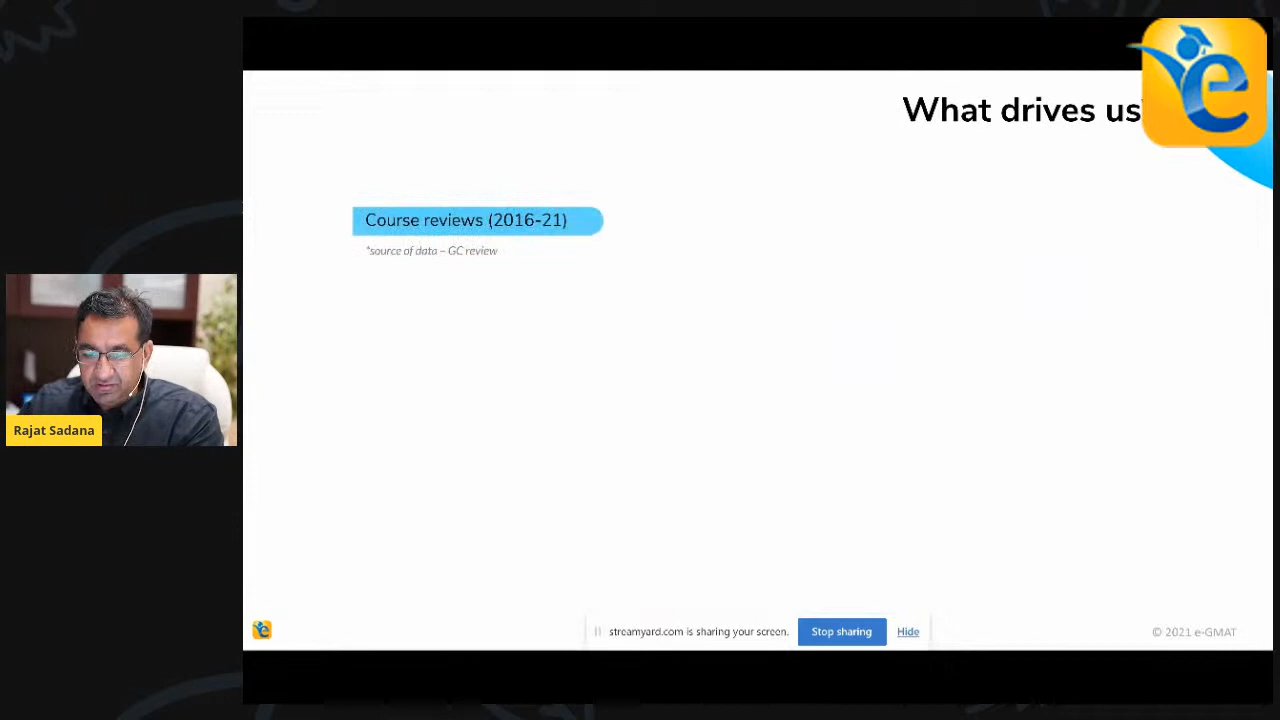 What drives us
Course reviews (2016-21)
*source of data – GC review
Rajat Sadana
streamyard.com is sharing your screen.
Stop sharing
Hide
© 2021 e-GMAT